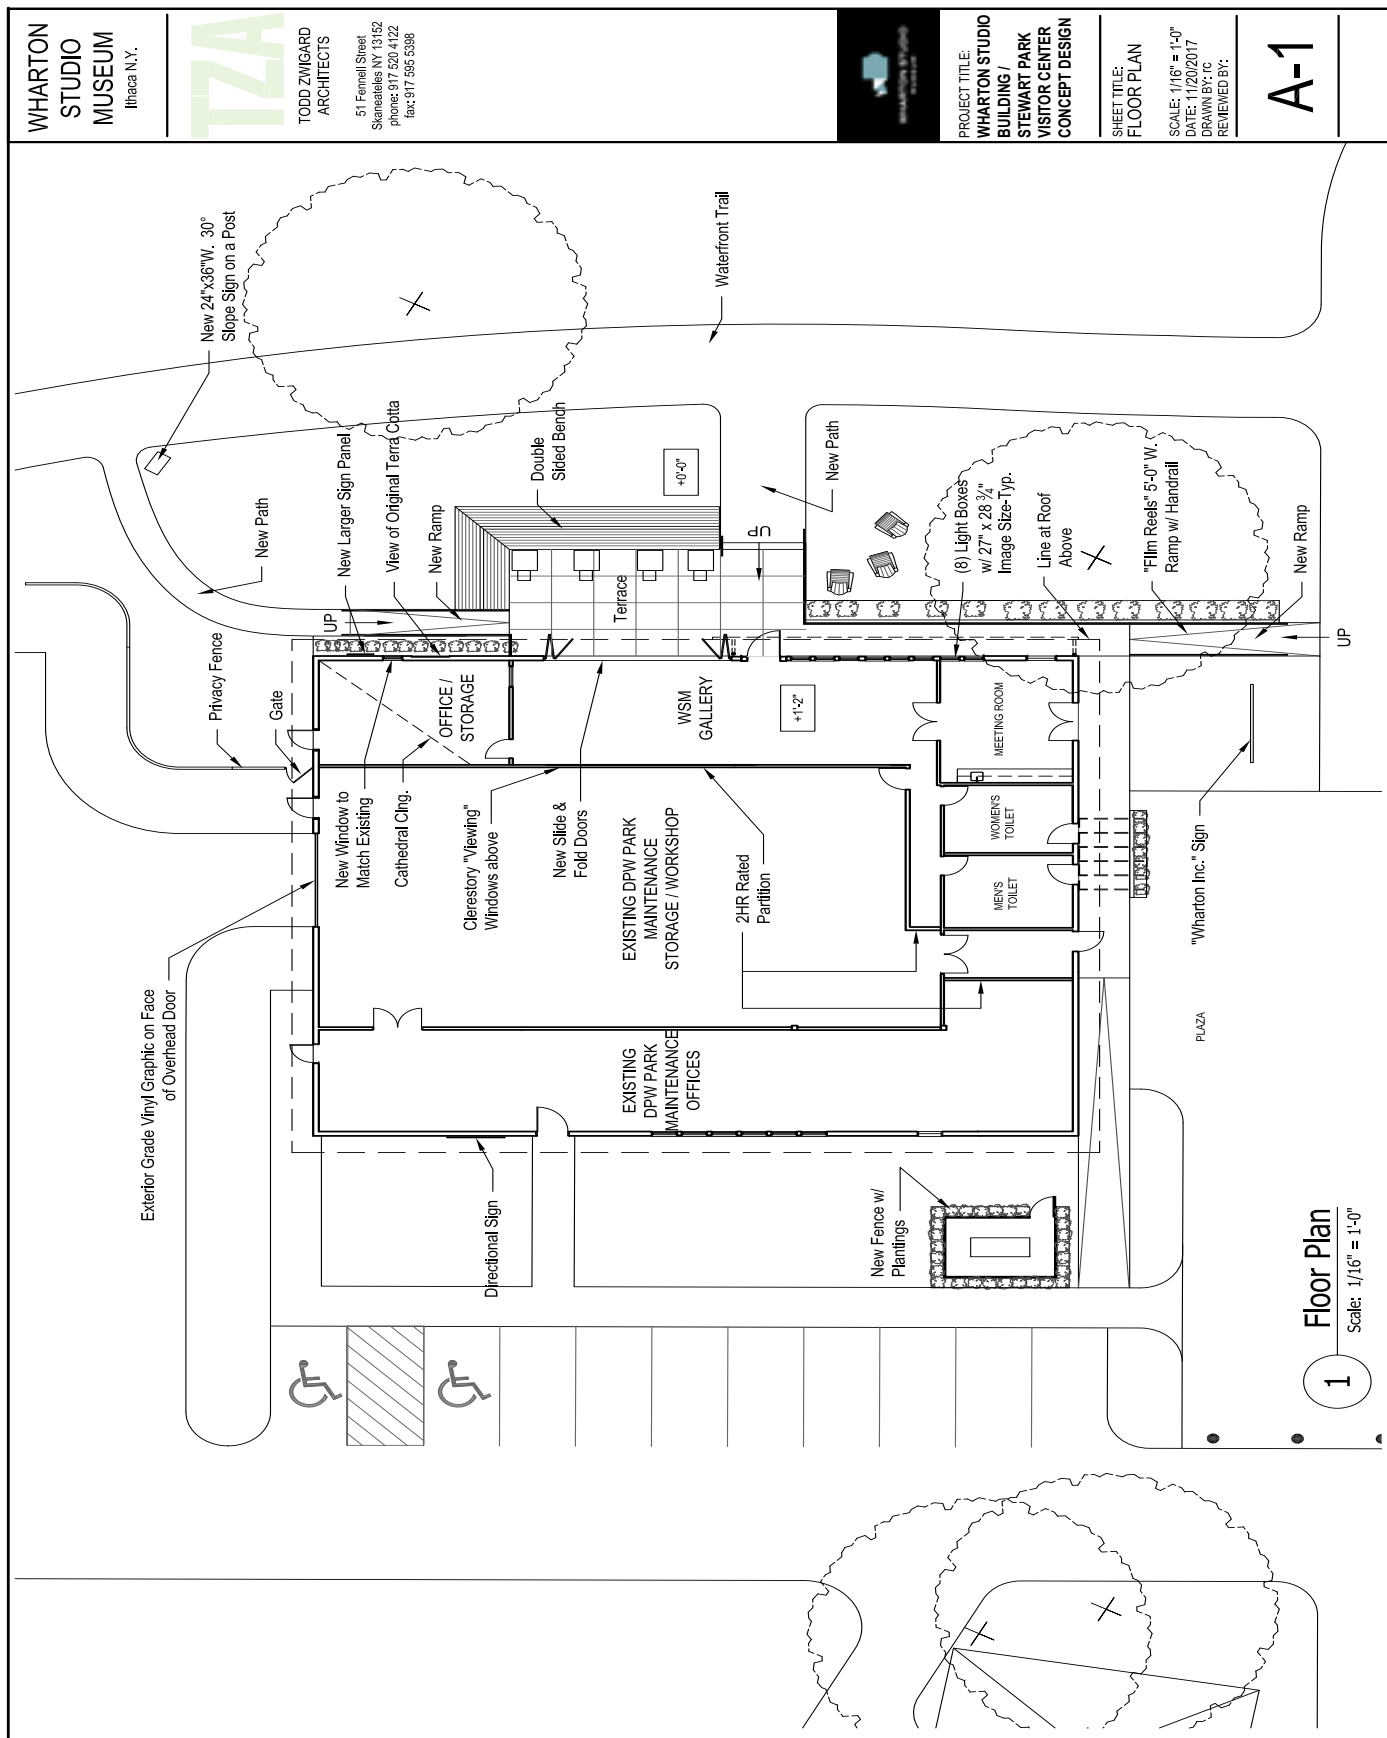 WHARTON
STUDIO
MUSEUM
Ithaca N.Y.
TZA
TODD ZWIGARD
ARCHITECTS
51 Fennell Street
Skaneateles NY 13152
phone: 917 520 4122
fax: 917 595 5398
WHARTON STUDIO
MUSEUM
PROJECT TITLE:
WHARTON STUDIO
BUILDING /
STEWART PARK
VISITOR CENTER
CONCEPT DESIGN
SHEET TITLE:
FLOOR PLAN
SCALE: 1/16" = 1'-0"
DATE: 11/20/2017
DRAWN BY: rc
REVIEWED BY:
A-1
New 24"x36"W. 30°
Slope Sign on a Post
Waterfront Trail
New Path
New Larger Sign Panel
View of Original Terra Cotta
New Ramp
Double
Sided Bench
+0'-0"
New Path
(8) Light Boxes
w/ 27" x 28 3/4"
Image Size-Typ.
Line at Roof
Above
"Film Reels" 5'-0" W.
Ramp w/ Handrail
New Ramp
UP
UP
UP
Terrace
Privacy Fence
Gate
OFFICE /
STORAGE
WSM
GALLERY
+1'-2"
MEETING ROOM
New Window to
Match Existing
Cathedral Clng.
Clerestory "Viewing"
Windows above
New Slide &
Fold Doors
EXISTING DPW PARK
MAINTENANCE
STORAGE / WORKSHOP
2HR Rated
Partition
WOMEN'S
TOILET
MEN'S
TOILET
"Wharton Inc." Sign
PLAZA
Exterior Grade Vinyl Graphic on Face
of Overhead Door
EXISTING
DPW PARK
MAINTENANCE
OFFICES
Directional Sign
New Fence w/
Plantings
1
Floor Plan
Scale: 1/16" = 1'-0"